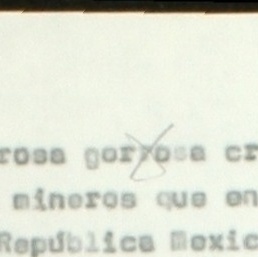 rosa gorrosa cr
mineros que en
República Mexic